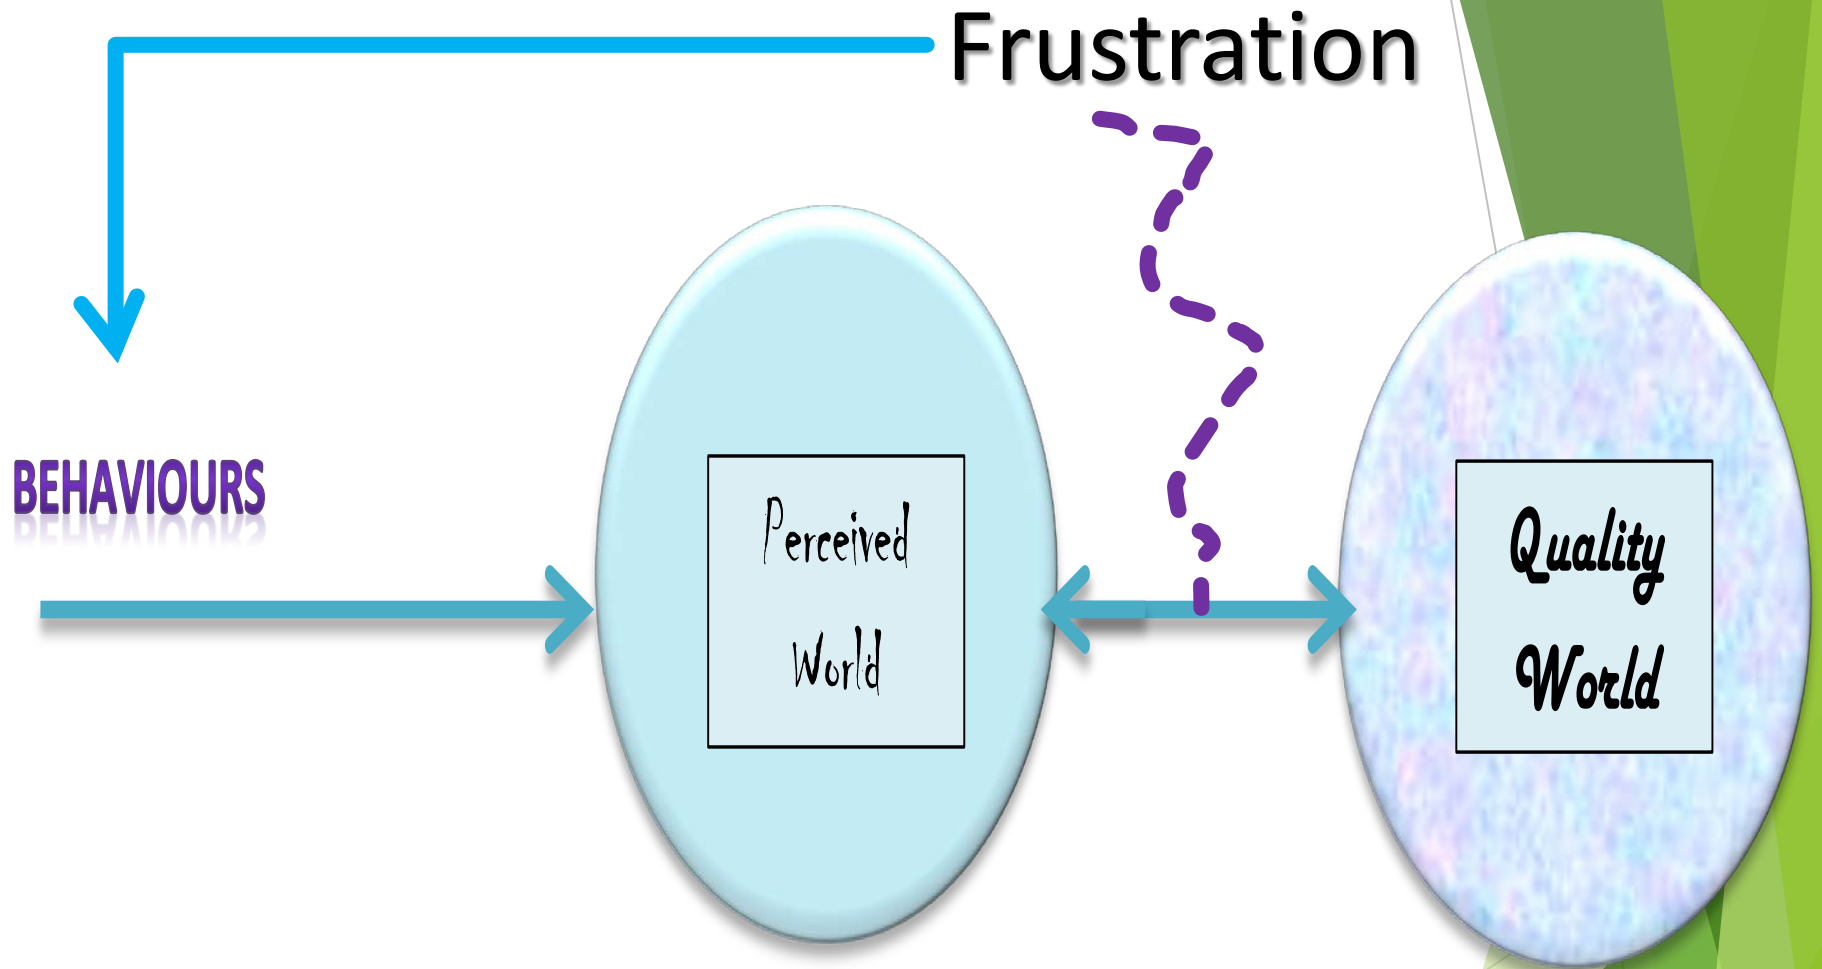 Frustration
BEHAVIOURS
Perceived
World
Quality
World